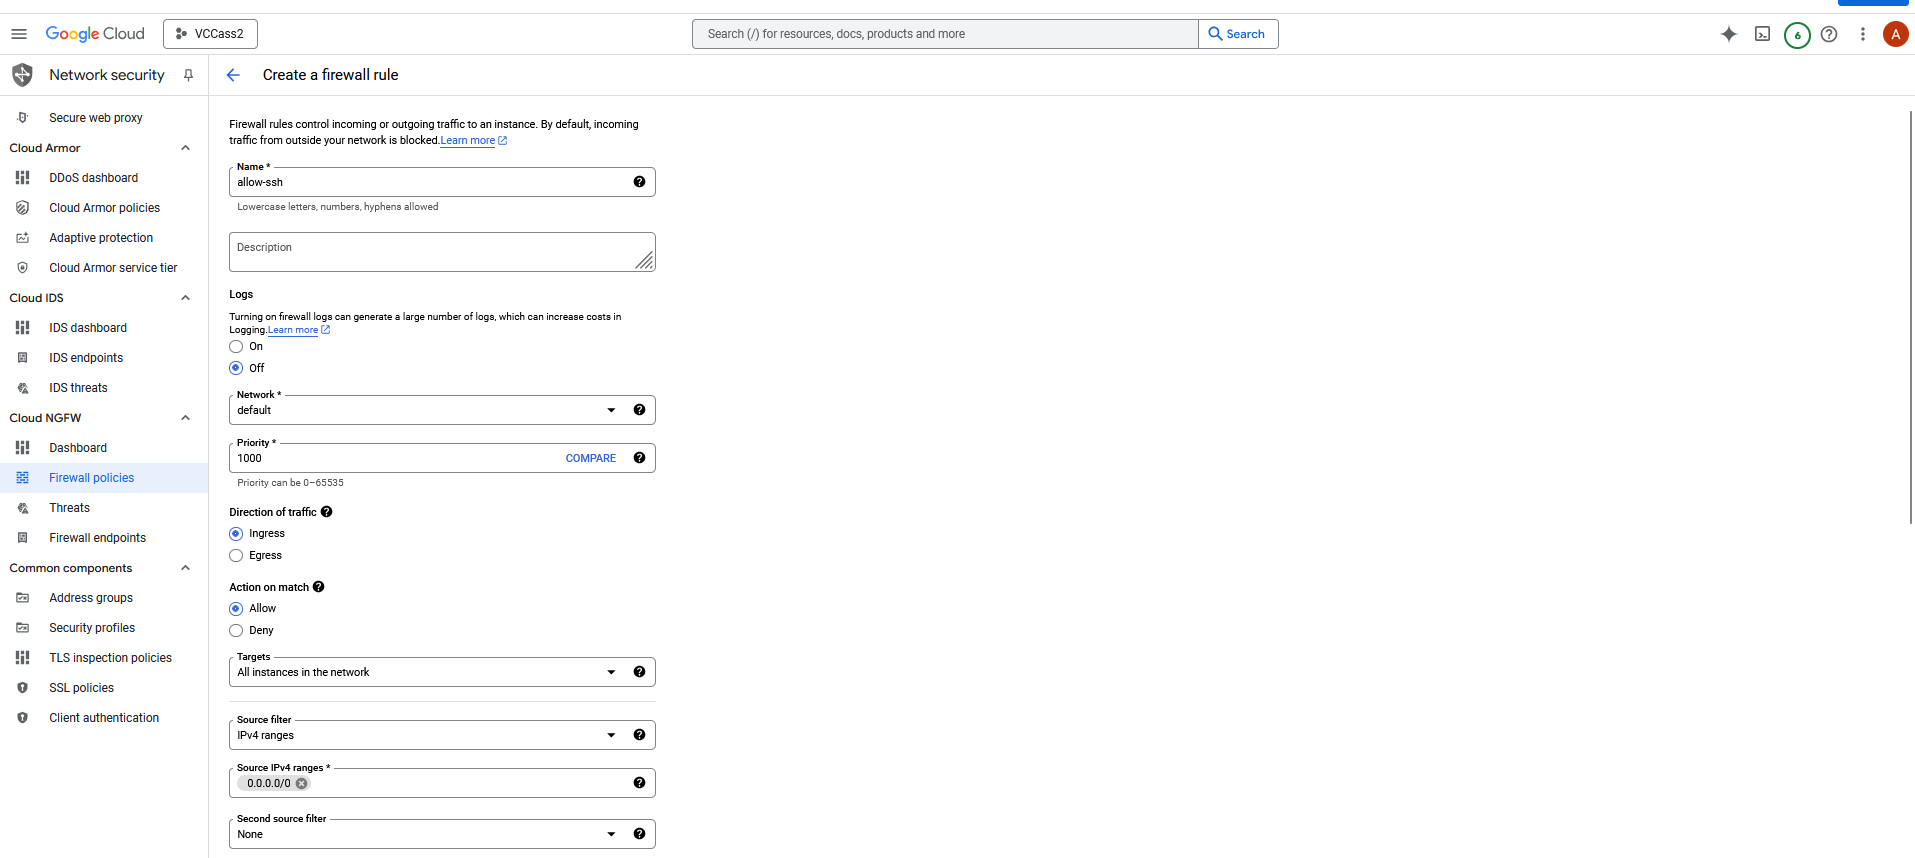 Google Cloud
VCCass2
Search (/) for resources, docs, products and more
Search
6
A
Network security
Create a firewall rule
Secure web proxy
Cloud Armor
DDoS dashboard
Cloud Armor policies
Adaptive protection
Cloud Armor service tier
Cloud IDS
IDS dashboard
IDS endpoints
IDS threats
Cloud NGFW
Dashboard
Firewall policies
Threats
Firewall endpoints
Common components
Address groups
Security profiles
TLS inspection policies
SSL policies
Client authentication
Firewall rules control incoming or outgoing traffic to an instance. By default, incoming
traffic from outside your network is blocked. Learn more
Name *
allow-ssh
Lowercase letters, numbers, hyphens allowed
Description
Logs
Turning on firewall logs can generate a large number of logs, which can increase costs in
Logging. Learn more
On
Off
Network *
default
Priority *
1000 COMPARE
Priority can be 0–65535
Direction of traffic
Ingress
Egress
Action on match
Allow
Deny
Targets
All instances in the network
Source filter
IPv4 ranges
Source IPv4 ranges *
0.0.0.0/0
Second source filter
None